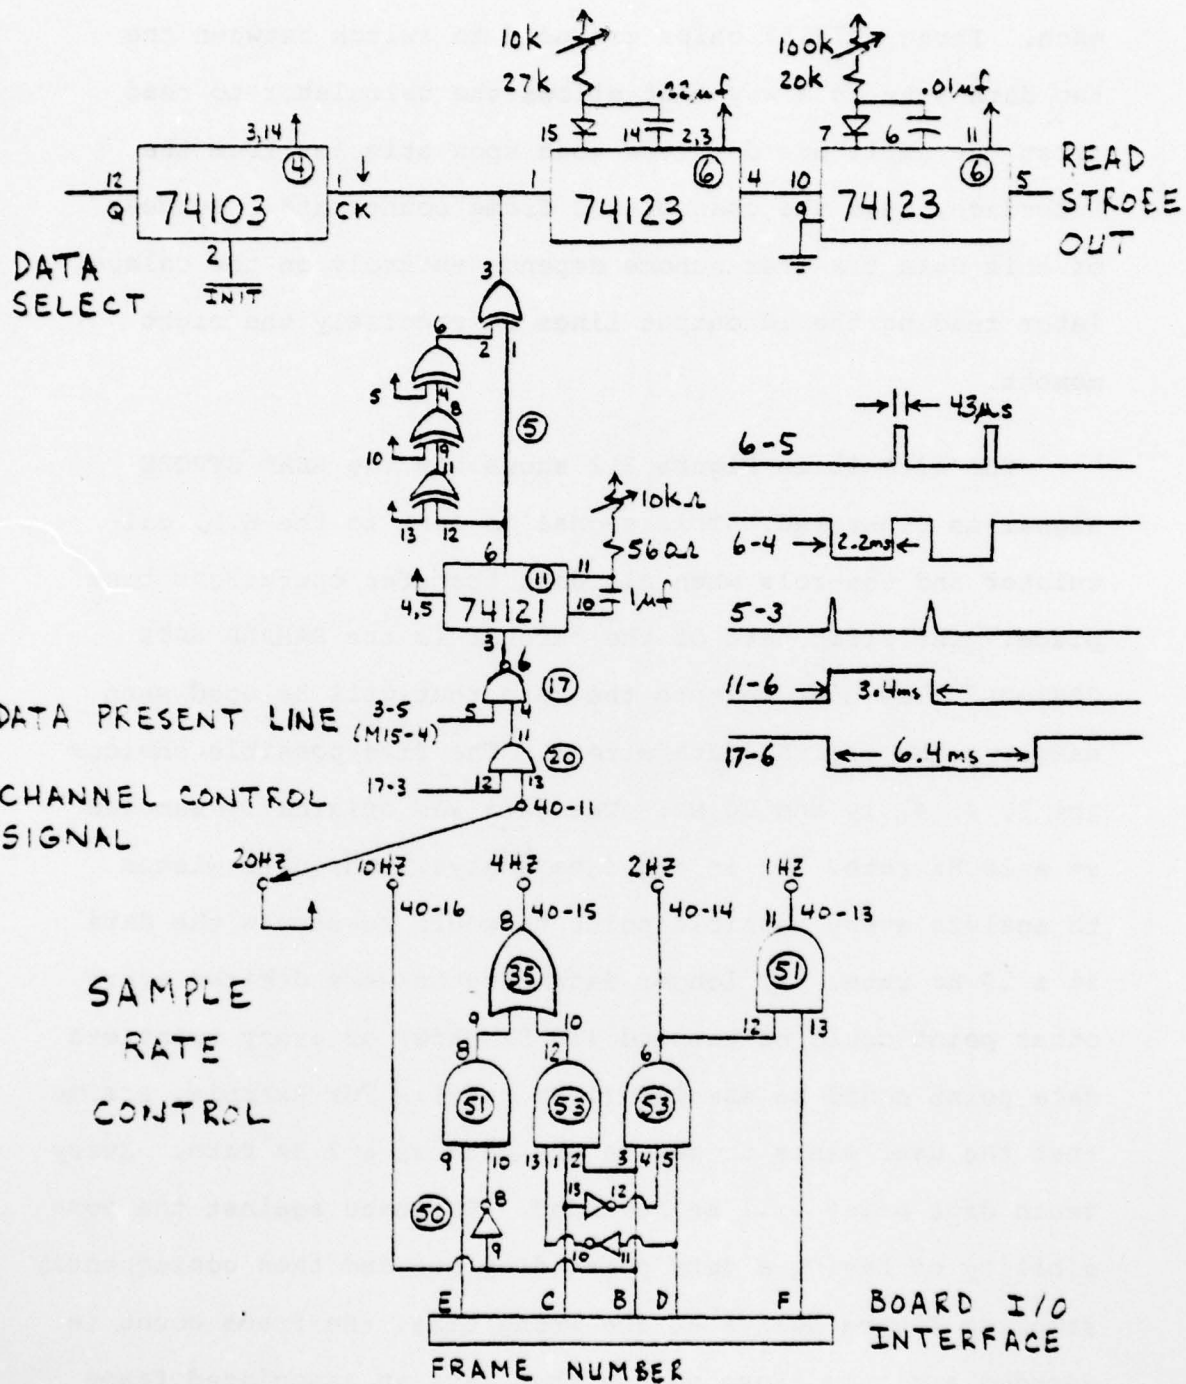 10k
27k
.22µf
15
14
2,3
100k
20k
.01µf
7
6
11
3,14
4
12
Q
74103
1
CK
2
INIT
DATA
SELECT
1
74123
6
4
10
9
74123
6
5
READ
STROBE
OUT
3
2
1
6
5
4
8
10
9
11
13
12
5
6
4,5
11
74121
11
10
3
10kΩ
560Ω
1µf
6
17
DATA PRESENT LINE
3-5
(M15-4)
5
4
11
20
CHANNEL CONTROL
SIGNAL
17-3
12
13
40-11
43µs
6-5
6-4
2.2ms
5-3
11-6
3.4ms
17-6
6.4ms
20HZ
10HZ
4HZ
2HZ
1HZ
40-16
40-15
40-14
40-13
8
11
35
51
9
10
12
13
8
12
6
51
53
53
9
10
13
1
2
3
4
5
SAMPLE
RATE
CONTROL
50
8
9
13
12
10
11
E
C
B
D
F
BOARD I/O
INTERFACE
FRAME NUMBER